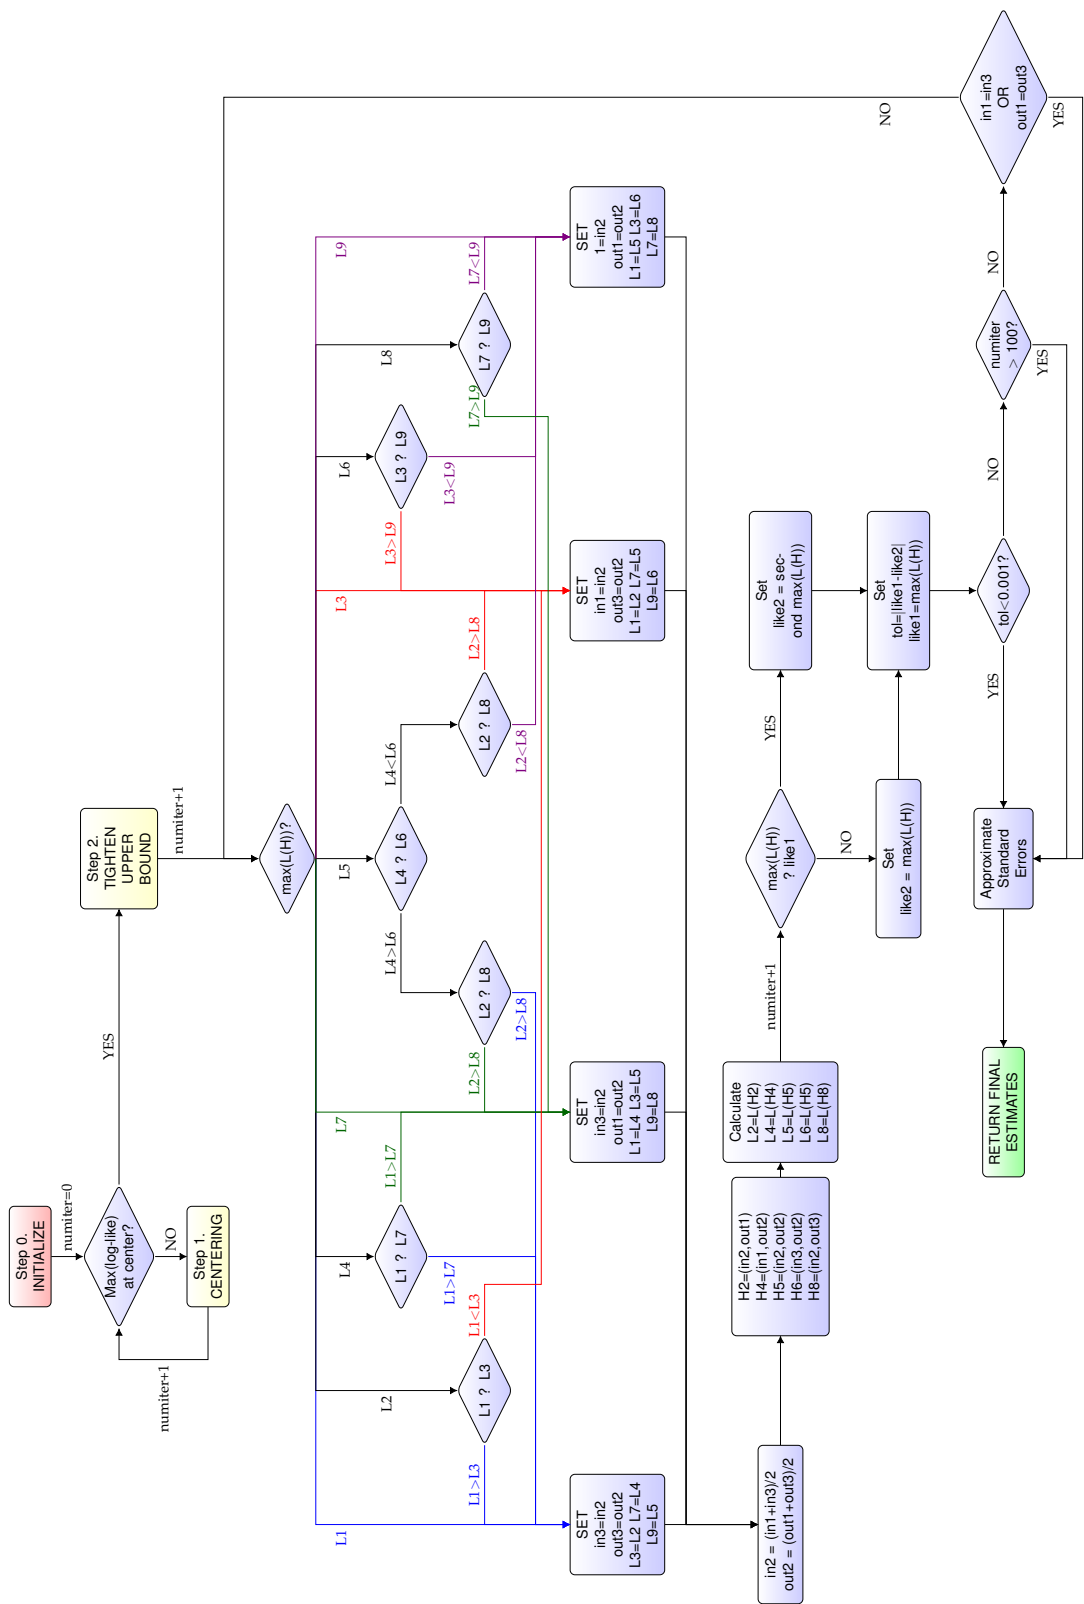 Step 0.
INITIALIZE
numiter=0
Max(log-like)
at center?
NO
Step 1.
CENTERING
numiter+1
YES
Step 2.
TIGHTEN
UPPER
BOUND
numiter+1
max(L(H))?
L1
L2
L4
L7
L5
L3
L6
L8
L9
L1 ? L3
L1>L3
L1<L3
L1 ? L7
L1>L7
L1>L7
L4 ? L6
L4>L6
L4<L6
L2 ? L8
L2>L8
L2>L8
L2 ? L8
L2>L8
L2<L8
L3 ? L9
L3>L9
L3<L9
L7 ? L9
L7>L9
L7<L9
SET
in3=in2
out3=out2
L3=L2 L7=L4
L9=L5
SET
in3=in2
out1=out2
L1=L4 L3=L5
L9=L8
SET
in1=in2
out3=out2
L1=L2 L7=L5
L9=L6
SET
1=in2
out1=out2
L1=L5 L3=L6
L7=L8
in2 = (in1+in3)/2
out2 = (out1+out3)/2
H2=(in2,out1)
H4=(in1,out2)
H5=(in2,out2)
H6=(in3,out2)
H8=(in2,out3)
Calculate
L2=L(H2)
L4=L(H4)
L5=L(H5)
L6=L(H5)
L8=L(H8)
numiter+1
max(L(H))
? like1
YES
NO
Set
like2 = max(L(H))
Set
like2 = sec-
ond max(L(H))
Set
tol=|like1-like2|
like1=max(L(H))
tol<0.001?
YES
NO
numiter
> 100?
YES
NO
in1=in3
OR
out1=out3
YES
NO
Approximate
Standard
Errors
RETURN FINAL
ESTIMATES